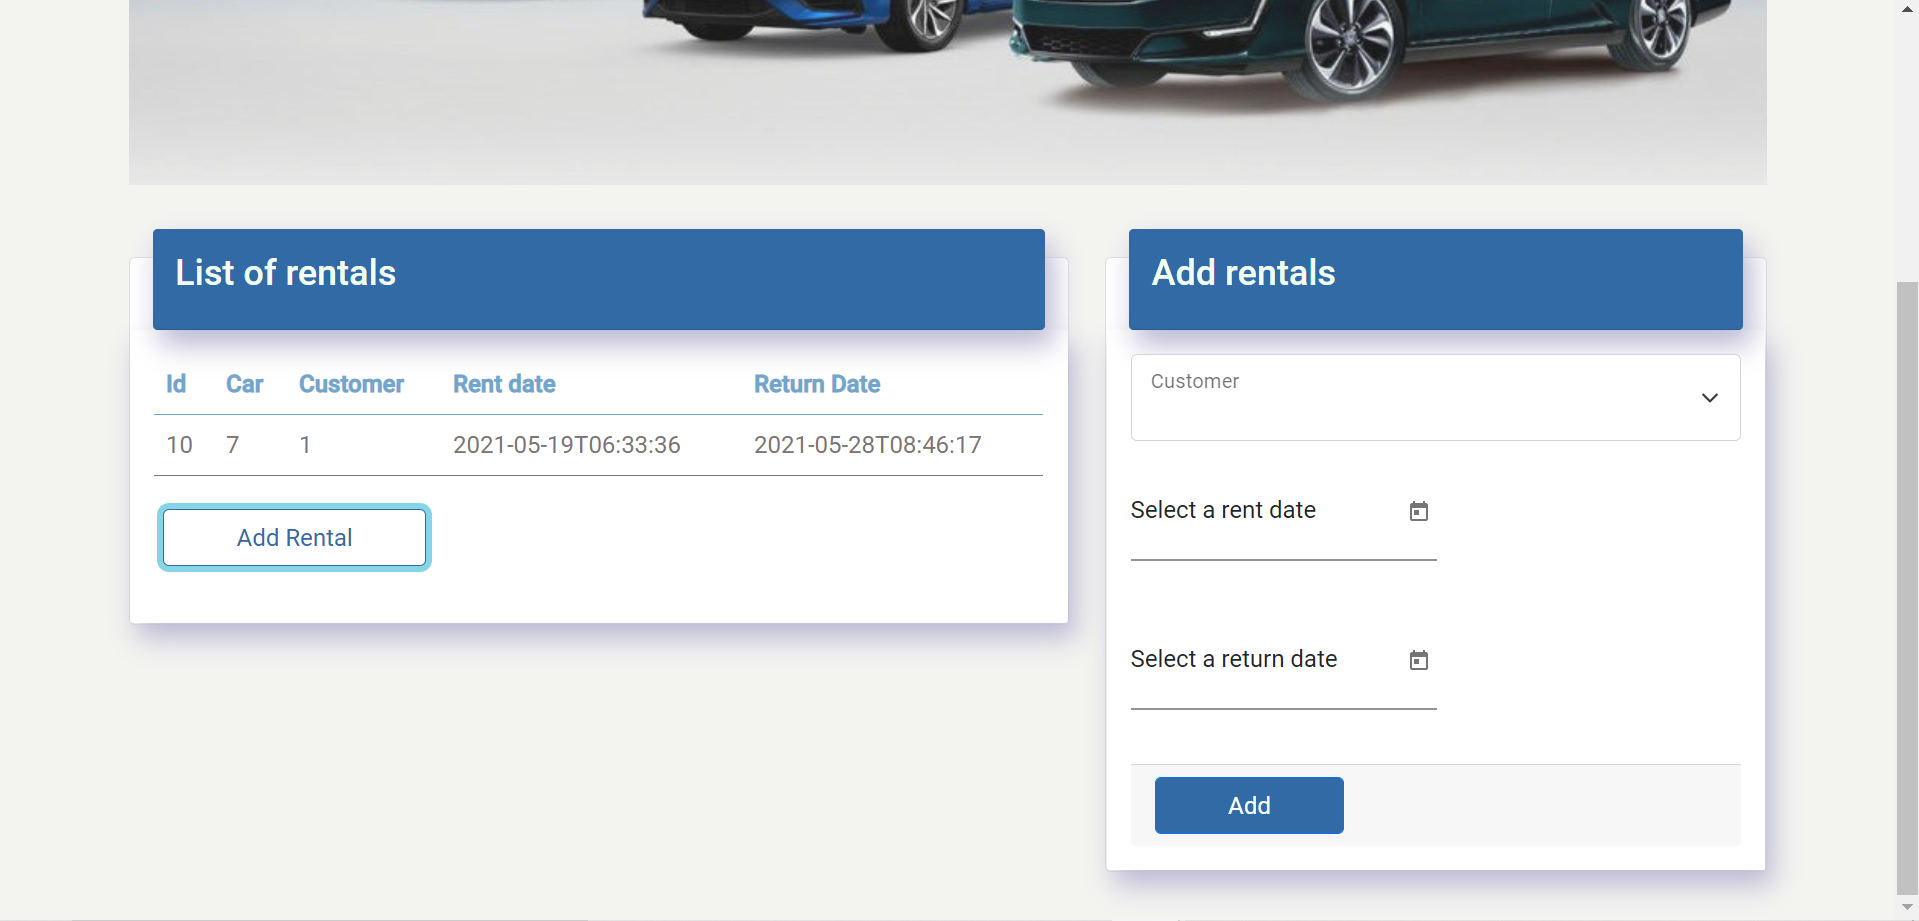 List of rentals
Id Car Customer Rent date Return Date
10 7 1 2021-05-19T06:33:36 2021-05-28T08:46:17
Add Rental
Add rentals
Customer
Select a rent date
Select a return date
Add